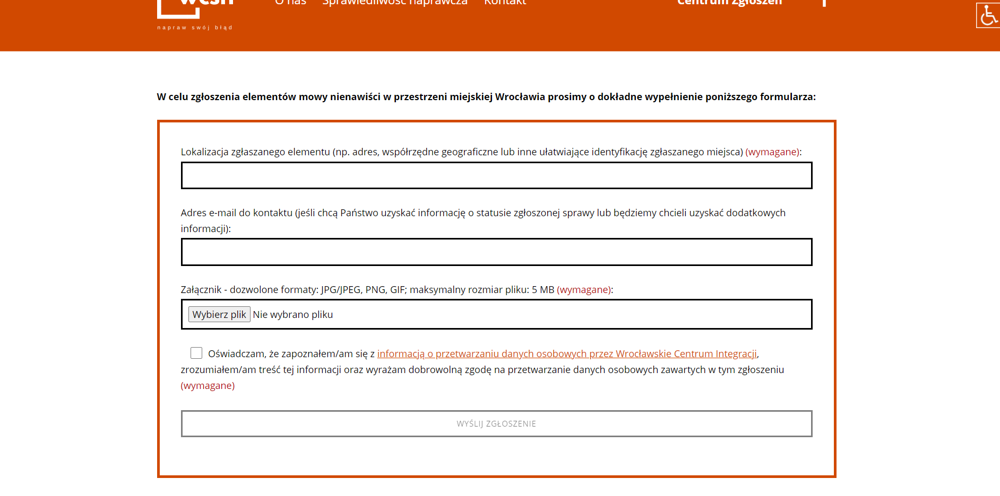 wcsn
O nas Sprawiedliwość naprawcza Kontakt Centrum Zgłoszeń
napraw swój błąd
W celu zgłoszenia elementów mowy nienawiści w przestrzeni miejskiej Wrocławia prosimy o dokładne wypełnienie poniższego formularza:
Lokalizacja zgłaszanego elementu (np. adres, współrzędne geograficzne lub inne ułatwiające identyfikację zgłaszanego miejsca) (wymagane):
Adres e-mail do kontaktu (jeśli chcą Państwo uzyskać informację o statusie zgłoszonej sprawy lub będziemy chcieli uzyskać dodatkowych
informacji):
Załącznik - dozwolone formaty: JPG/JPEG, PNG, GIF; maksymalny rozmiar pliku: 5 MB (wymagane):
Wybierz plik Nie wybrano pliku
Oświadczam, że zapoznałem/am się z informacją o przetwarzaniu danych osobowych przez Wrocławskie Centrum Integracji,
zrozumiałem/am treść tej informacji oraz wyrażam dobrowolną zgodę na przetwarzanie danych osobowych zawartych w tym zgłoszeniu
(wymagane)
WYŚLIJ ZGŁOSZENIE